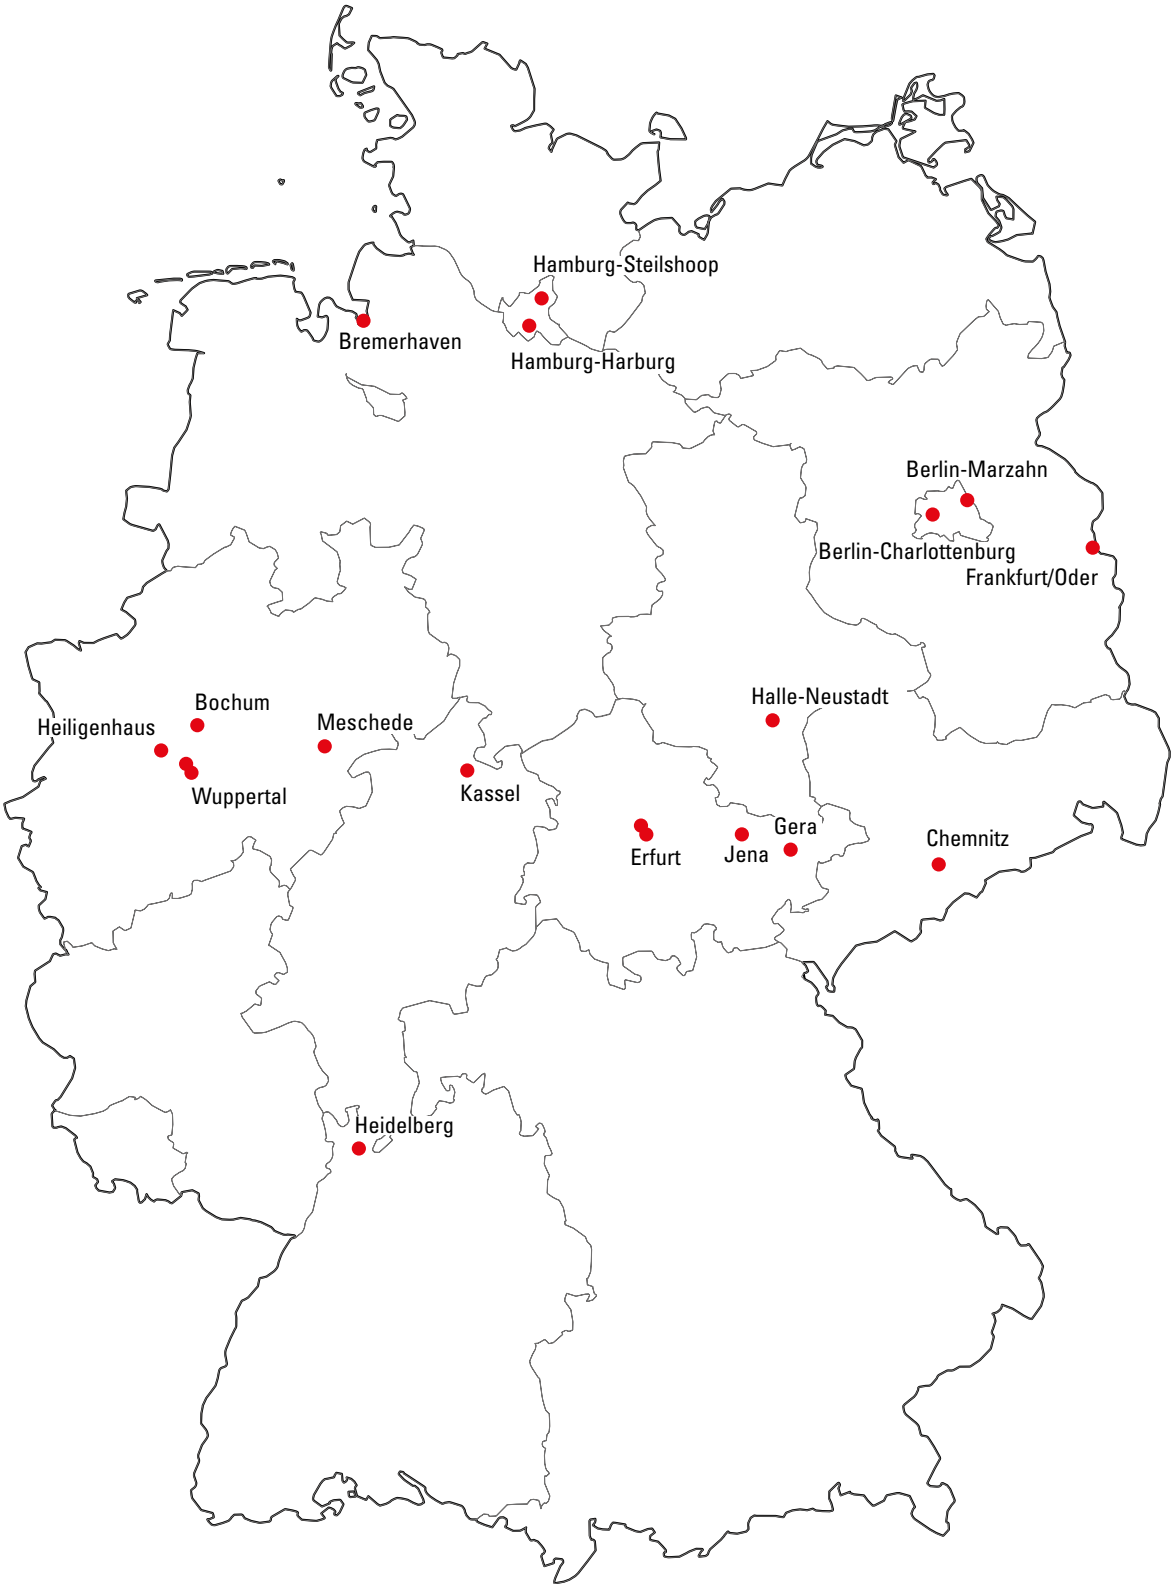 Hamburg-Steilshoop
Bremerhaven
Hamburg-Harburg
Berlin-Marzahn
Berlin-Charlottenburg
Frankfurt/Oder
Halle-Neustadt
Bochum
Meschede
Heiligenhaus
Wuppertal
Kassel
Gera
Chemnitz
Jena
Erfurt
Heidelberg